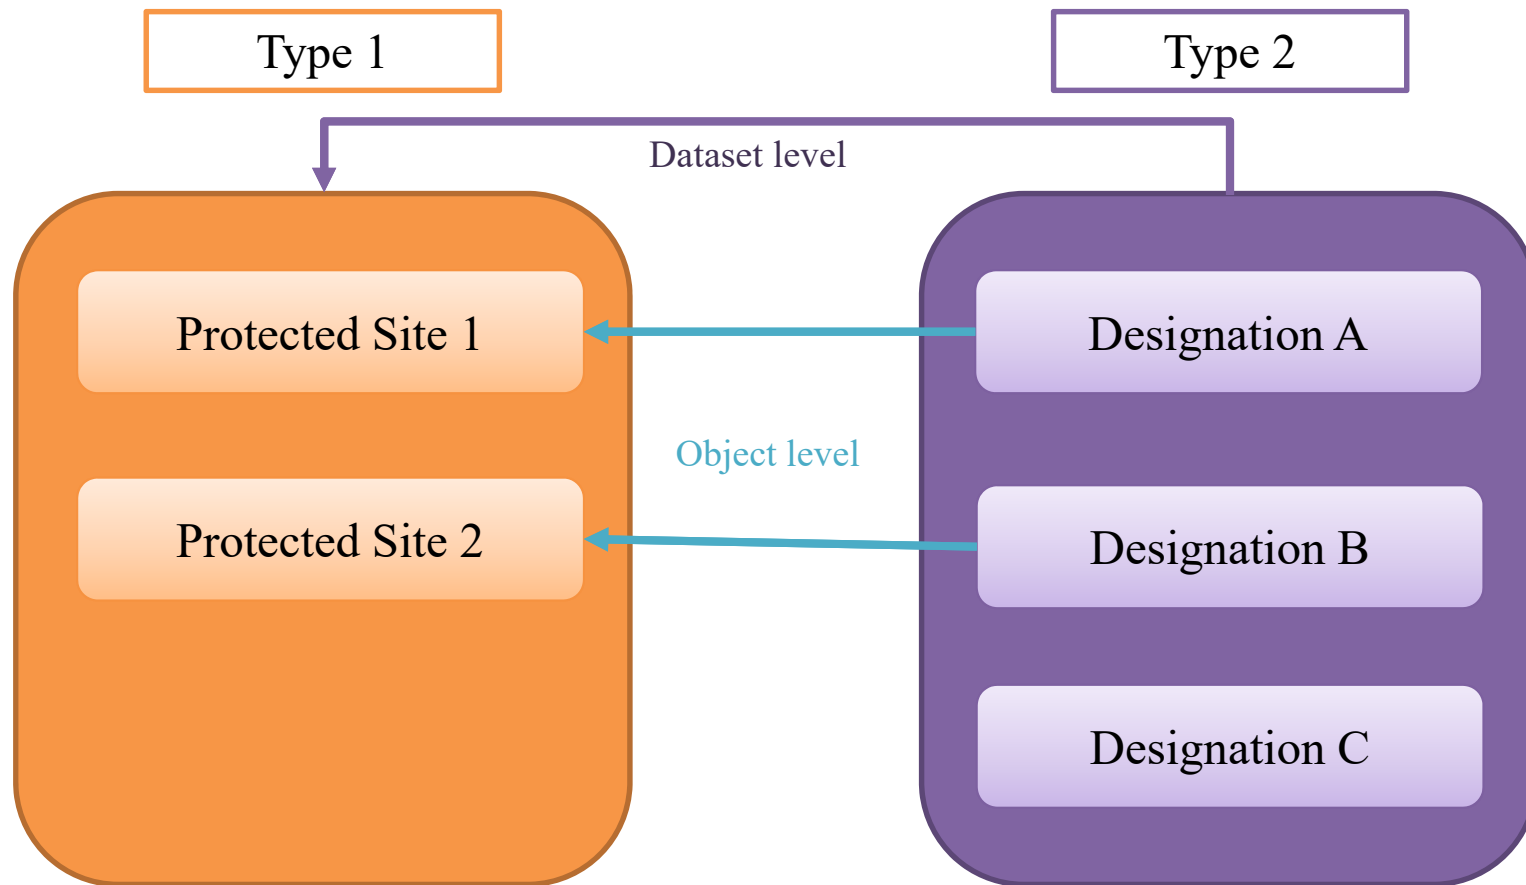 Type 1
Type 2
Dataset level
Protected Site 1
Designation A
Object level
Protected Site 2
Designation B
Designation C